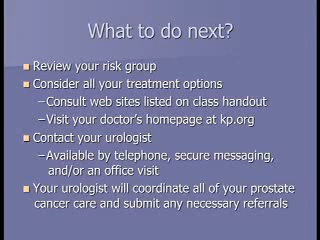 What to do next?
■ Review your risk group
■ Consider all your treatment options
–Consult web sites listed on class handout
–Visit your doctor's homepage at kp.org
■ Contact your urologist
–Available by telephone, secure messaging,
and/or an office visit
■ Your urologist will coordinate all of your prostate
cancer care and submit any necessary referrals